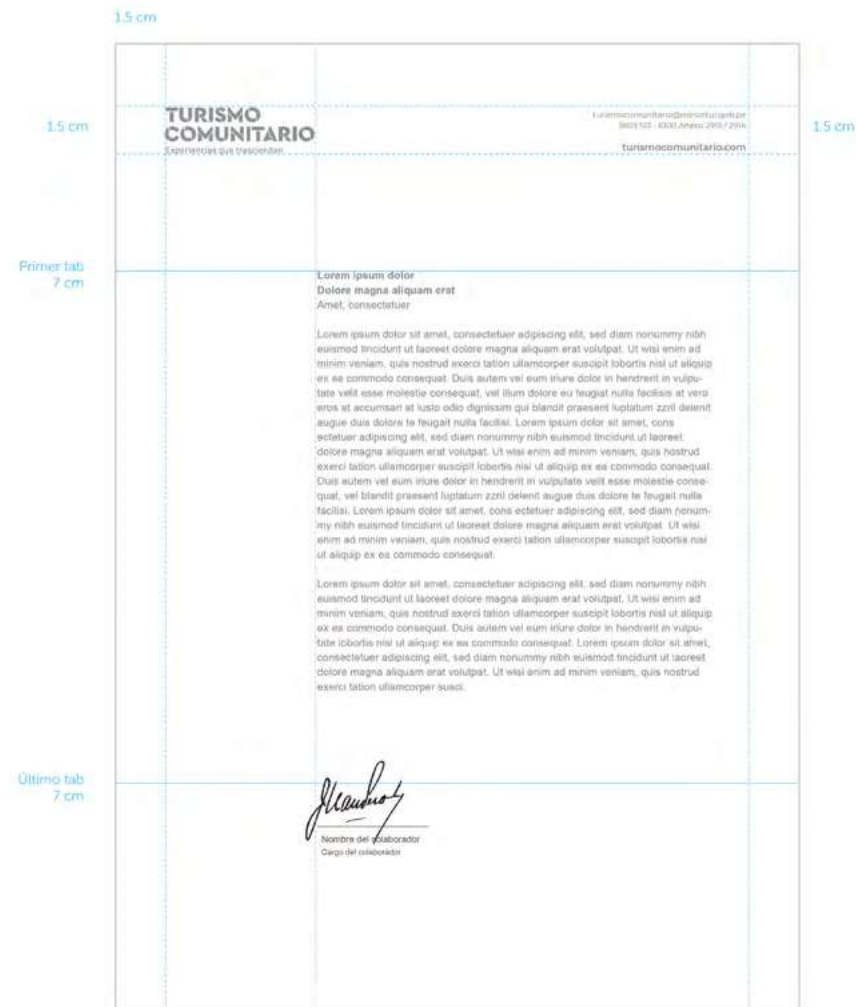 1.5 cm
1.5 cm
1.5 cm
TURISMO
COMUNITARIO
Experiencias que trascienden
turismocomunitario@mincetur.gob.pe
turismocomunitario.com
Primer tab
7 cm
Lorem ipsum dolor
Dolore magna aliquam erat
Amet, consectetuer
Lorem ipsum dolor sit amet, consectetuer adipiscing elit, sed diam nonummy nibh
euismod tincidunt ut laoreet dolore magna aliquam erat volutpat. Ut wisi enim ad
minim veniam, quis nostrud exerci tation ullamcorper suscipit lobortis nisl ut aliquip
ex ea commodo consequat. Duis autem vel eum iriure dolor in hendrerit in vulpu-
tate velit esse molestie consequat, vel illum dolore eu feugiat nulla facilisis at vero
eros et accumsan et iusto odio dignissim qui blandit praesent luptatum zzril delenit
augue duis dolore te feugait nulla facilisi. Lorem ipsum dolor sit amet, cons
ectetuer adipiscing elit, sed diam nonummy nibh euismod tincidunt ut laoreet
dolore magna aliquam erat volutpat. Ut wisi enim ad minim veniam, quis nostrud
exerci tation ullamcorper suscipit lobortis nisl ut aliquip ex ea commodo consequat.
Duis autem vel eum iriure dolor in hendrerit in vulputate velit esse molestie conse-
quat, vel blandit praesent luptatum zzril delenit augue duis dolore te feugait nulla
facilisi. Lorem ipsum dolor sit amet, cons ectetuer adipiscing elit, sed diam nonum-
my nibh euismod tincidunt ut laoreet dolore magna aliquam erat volutpat. Ut wisi
enim ad minim veniam, quis nostrud exerci tation ullamcorper suscipit lobortis nisl
ut aliquip ex ea commodo consequat.
Lorem ipsum dolor sit amet, consectetuer adipiscing elit, sed diam nonummy nibh
euismod tincidunt ut laoreet dolore magna aliquam erat volutpat. Ut wisi enim ad
minim veniam, quis nostrud exerci tation ullamcorper suscipit lobortis nisl ut aliquip
ex ea commodo consequat. Duis autem vel eum iriure dolor in hendrerit in vulpu-
tate lobortis nisl ut aliquip ex ea commodo consequat. Lorem ipsum dolor sit amet,
consectetuer adipiscing elit, sed diam nonummy nibh euismod tincidunt ut laoreet
dolore magna aliquam erat volutpat. Ut wisi enim ad minim veniam, quis nostrud
exerci tation ullamcorper susci.
Último tab
7 cm
Nombre del colaborador
Cargo del colaborador